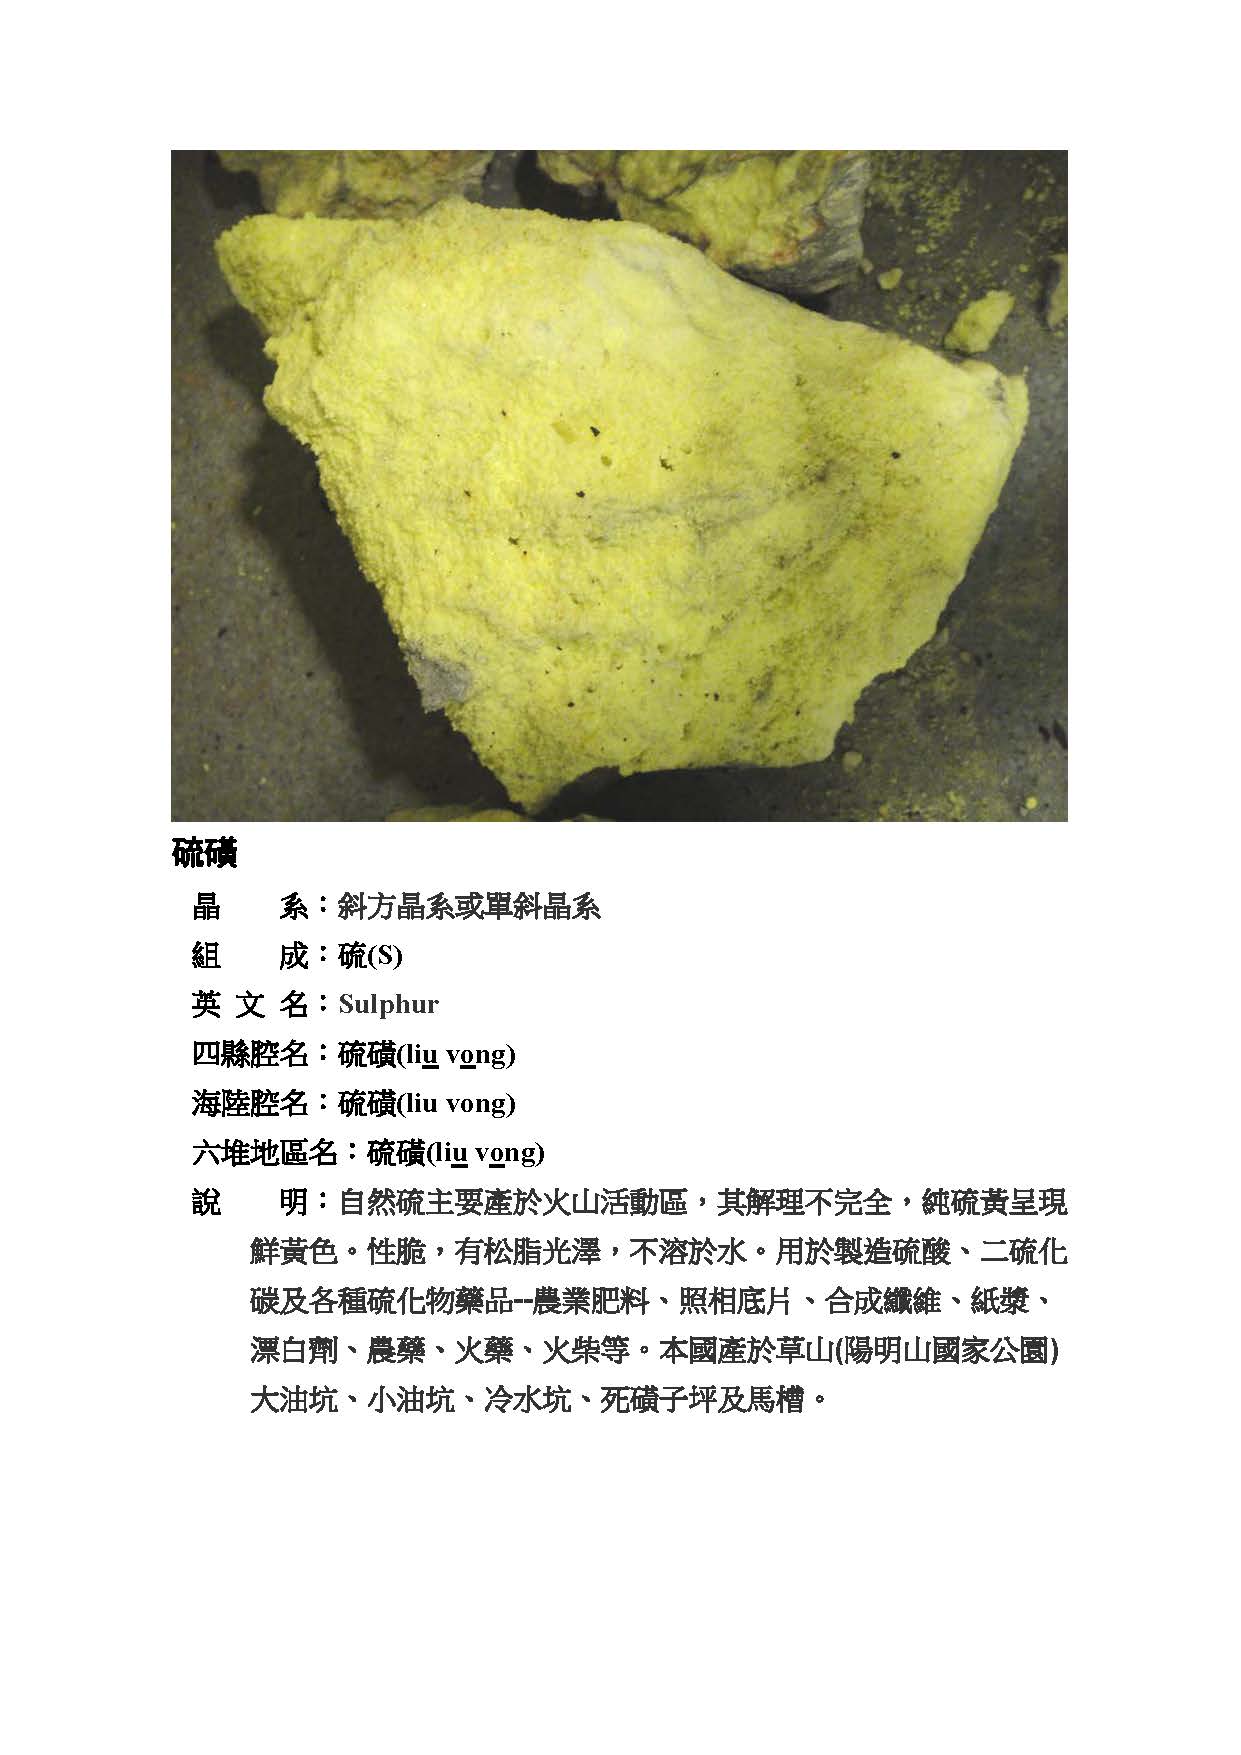 硫磺
晶　　系：斜方晶系或單斜晶系
組　　成：硫(S)
英 文 名：Sulphur
四縣腔名：硫磺(liu vong)
海陸腔名：硫磺(liu vong)
六堆地區名：硫磺(liu vong)
說　　明：自然硫主要產於火山活動區，其解理不完全，純硫黃呈現
鮮黃色。性脆，有松脂光澤，不溶於水。用於製造硫酸、二硫化
碳及各種硫化物藥品--農業肥料、照相底片、合成纖維、紙漿、
漂白劑、農藥、火藥、火柴等。本國產於草山(陽明山國家公園)
大油坑、小油坑、冷水坑、死磺子坪及馬槽。